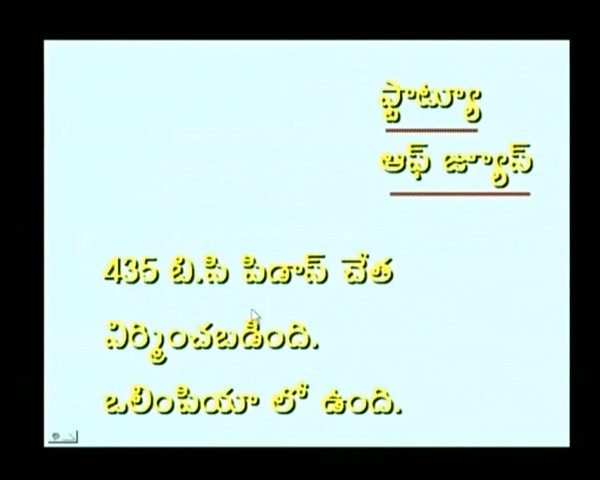 స్టాట్యూ
ఆఫ్ జ్యూస్
435 బి.సి పిడాస్ చేత
నిర్మించబడింది.
ఒలింపియా లో ఉంది.